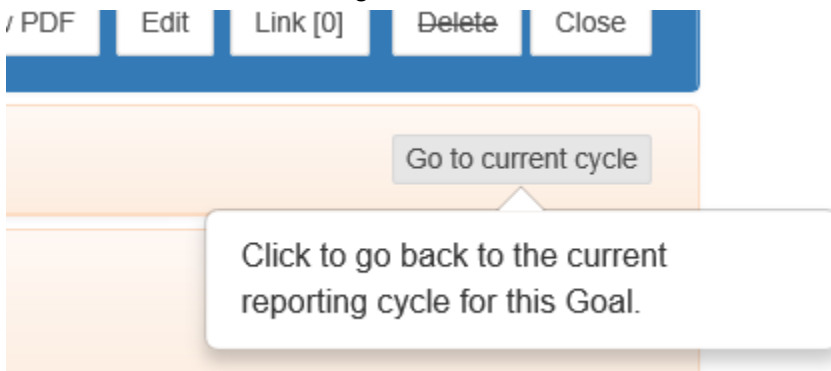 PDF Edit Link [0] Delete Close
Go to current cycle
Click to go back to the current
reporting cycle for this Goal.